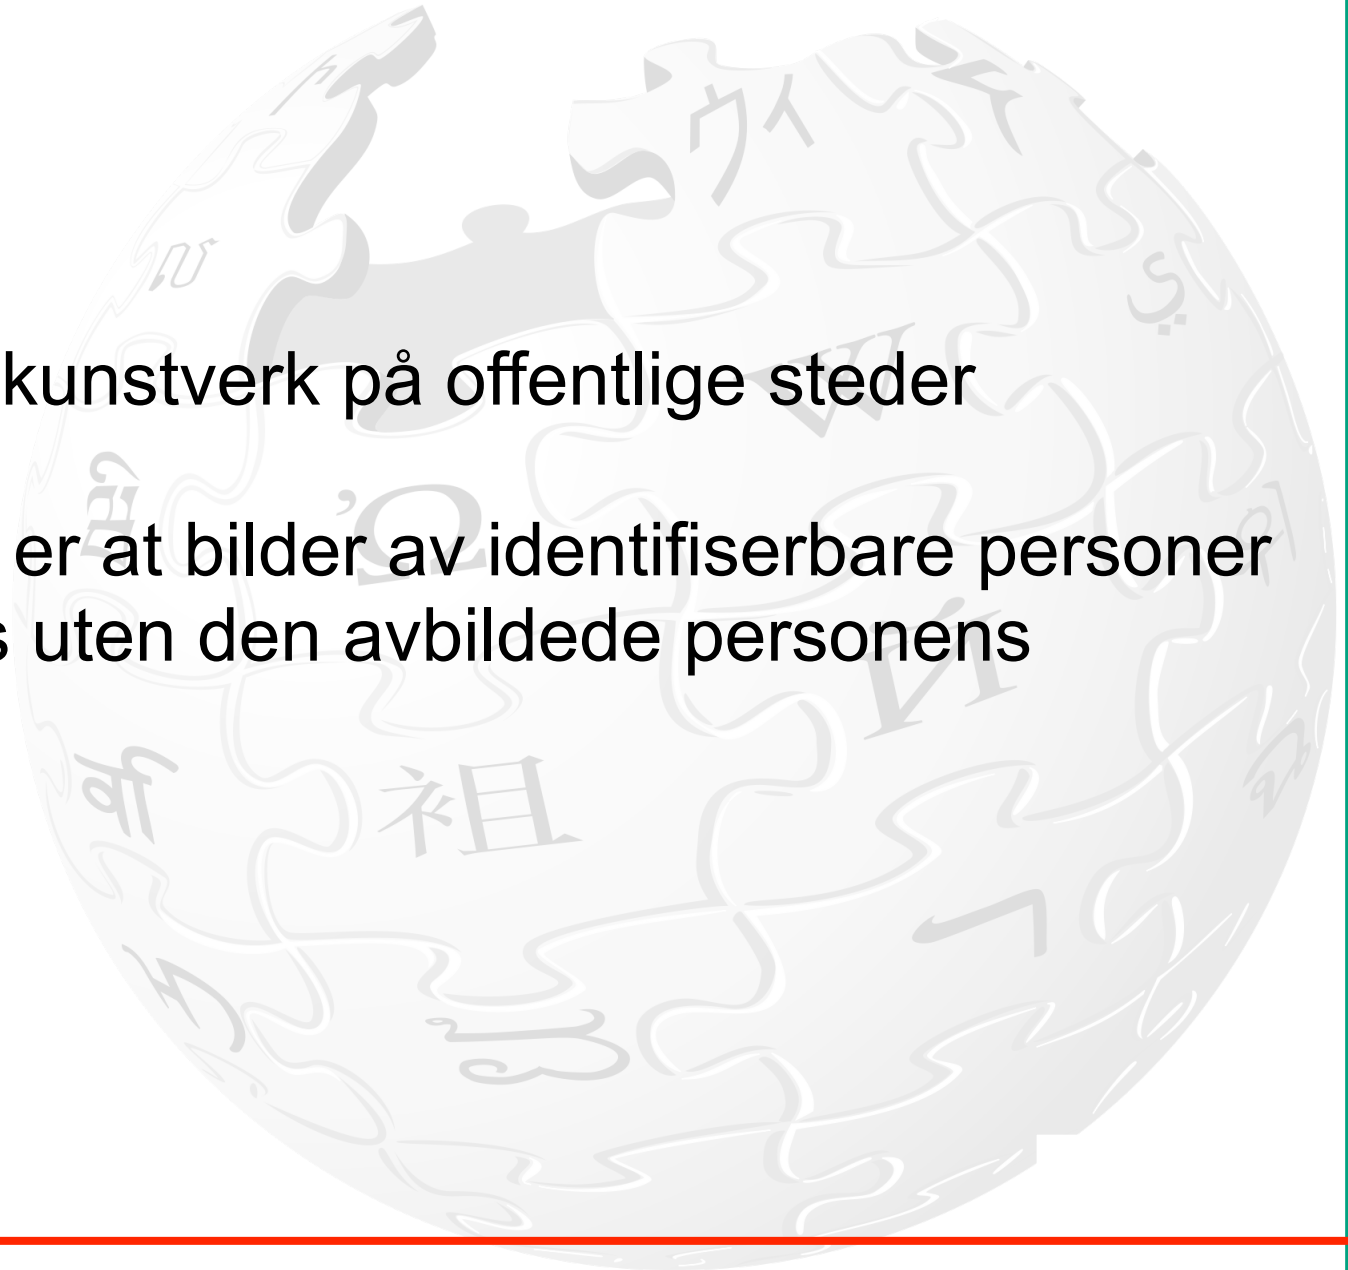 kunstverk på offentlige steder
er at bilder av identifiserbare personer
s uten den avbildede personens